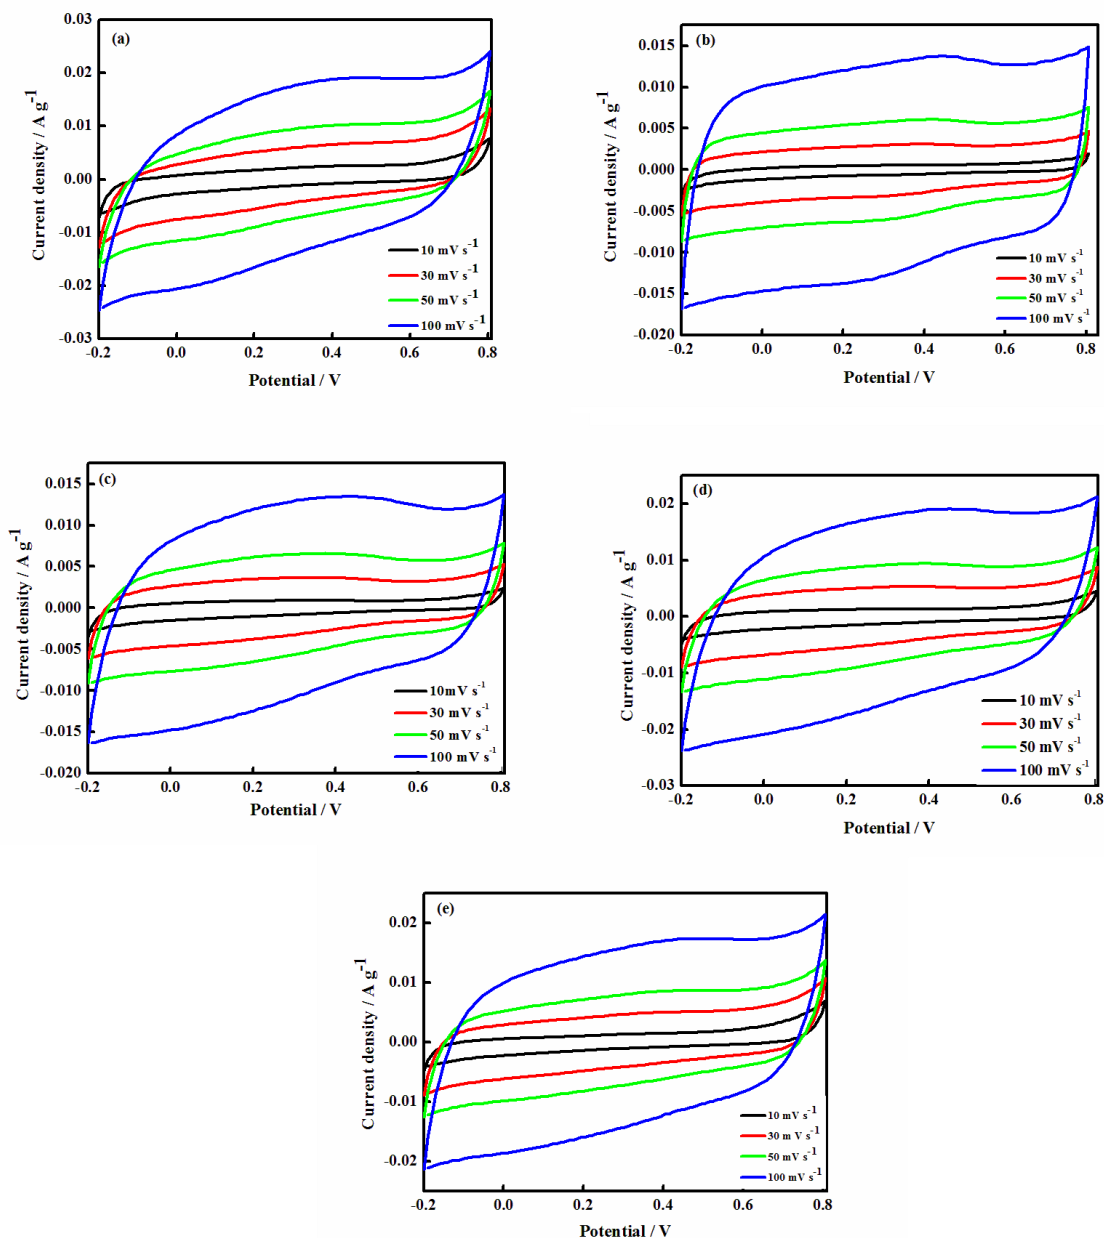 (a)
0.03
0.02
0.01
0.00
-0.01
-0.02
-0.03
Current density / A g⁻¹
10 mV s⁻¹
30 mV s⁻¹
50 mV s⁻¹
100 mV s⁻¹
-0.2 0.0 0.2 0.4 0.6 0.8
Potential / V
(b)
0.015
0.010
0.005
0.000
-0.005
-0.010
-0.015
-0.020
Current density / A g⁻¹
10 mV s⁻¹
30 mV s⁻¹
50 mV s⁻¹
100 mV s⁻¹
-0.2 0.0 0.2 0.4 0.6 0.8
Potential / V
(c)
0.015
0.010
0.005
0.000
-0.005
-0.010
-0.015
-0.020
Current density / A g⁻¹
10mV s⁻¹
30 mV s⁻¹
50 mV s⁻¹
100 mV s⁻¹
-0.2 0.0 0.2 0.4 0.6 0.8
Potential / V
(d)
0.02
0.01
0.00
-0.01
-0.02
-0.03
Current density / A g⁻¹
10 mV s⁻¹
30 mV s⁻¹
50 mV s⁻¹
100 mV s⁻¹
-0.2 0.0 0.2 0.4 0.6 0.8
Potential / V
(e)
0.02
0.01
0.00
-0.01
-0.02
Current density / A g⁻¹
10 mV s⁻¹
30 mV s⁻¹
50 mV s⁻¹
100 mV s⁻¹
-0.2 0.0 0.2 0.4 0.6 0.8
Potential / V